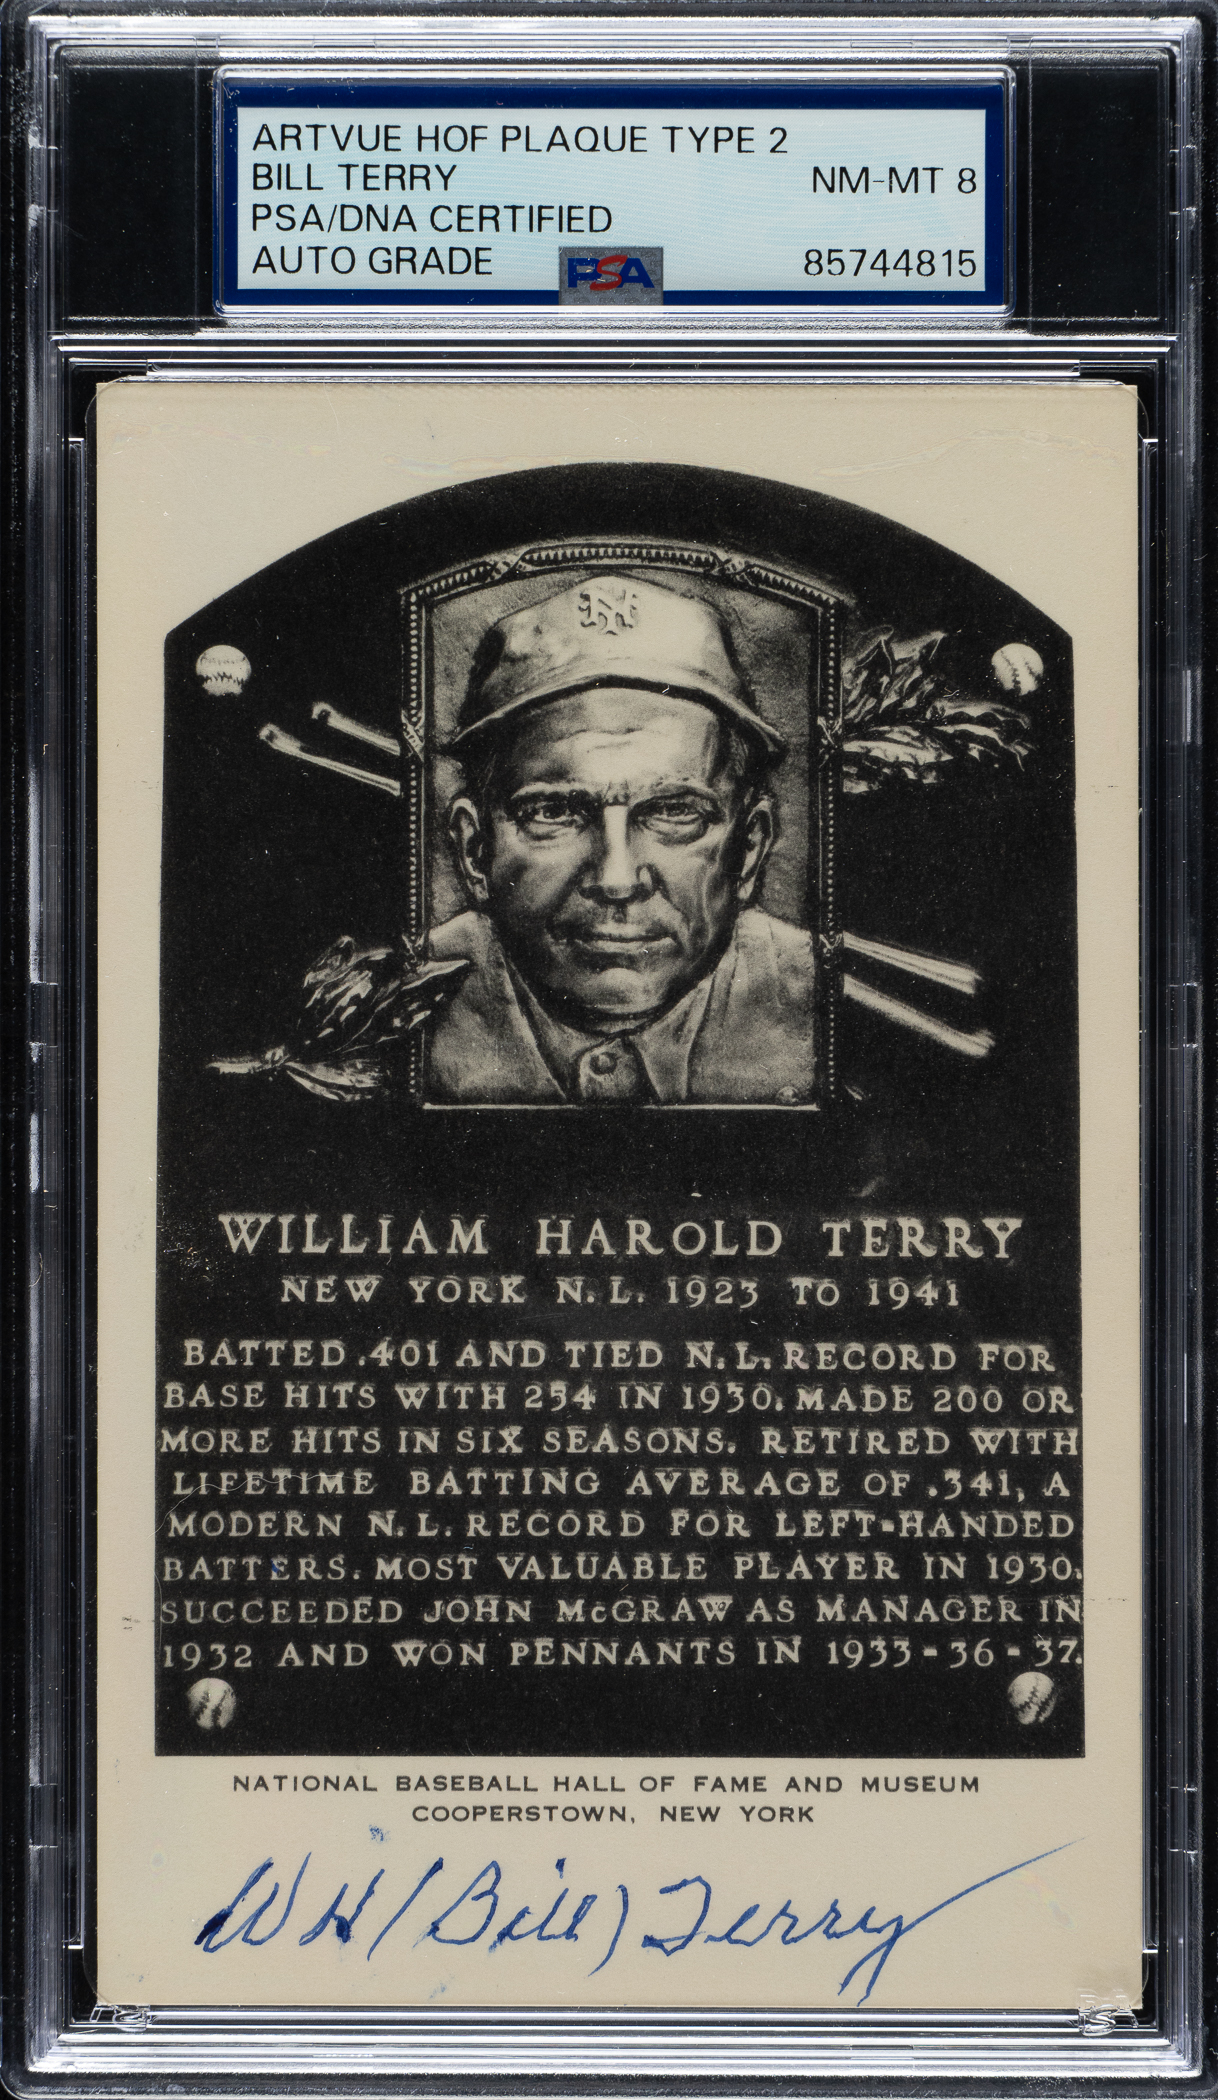 ARTVUE HOF PLAQUE TYPE 2
BILL TERRY NM-MT 8
PSA/DNA CERTIFIED
AUTO GRADE PSA 85744815
NY
WILLIAM HAROLD TERRY
NEW YORK N.L. 1923 TO 1941
BATTED .401 AND TIED N.L. RECORD FOR
BASE HITS WITH 254 IN 1930. MADE 200 OR
MORE HITS IN SIX SEASONS. RETIRED WITH
LIFETIME BATTING AVERAGE OF .341, A
MODERN N.L. RECORD FOR LEFT-HANDED
BATTERS. MOST VALUABLE PLAYER IN 1930.
SUCCEEDED JOHN McGRAW AS MANAGER IN
1932 AND WON PENNANTS IN 1933-36-37.
NATIONAL BASEBALL HALL OF FAME AND MUSEUM
COOPERSTOWN, NEW YORK
W H (Bill) Terry